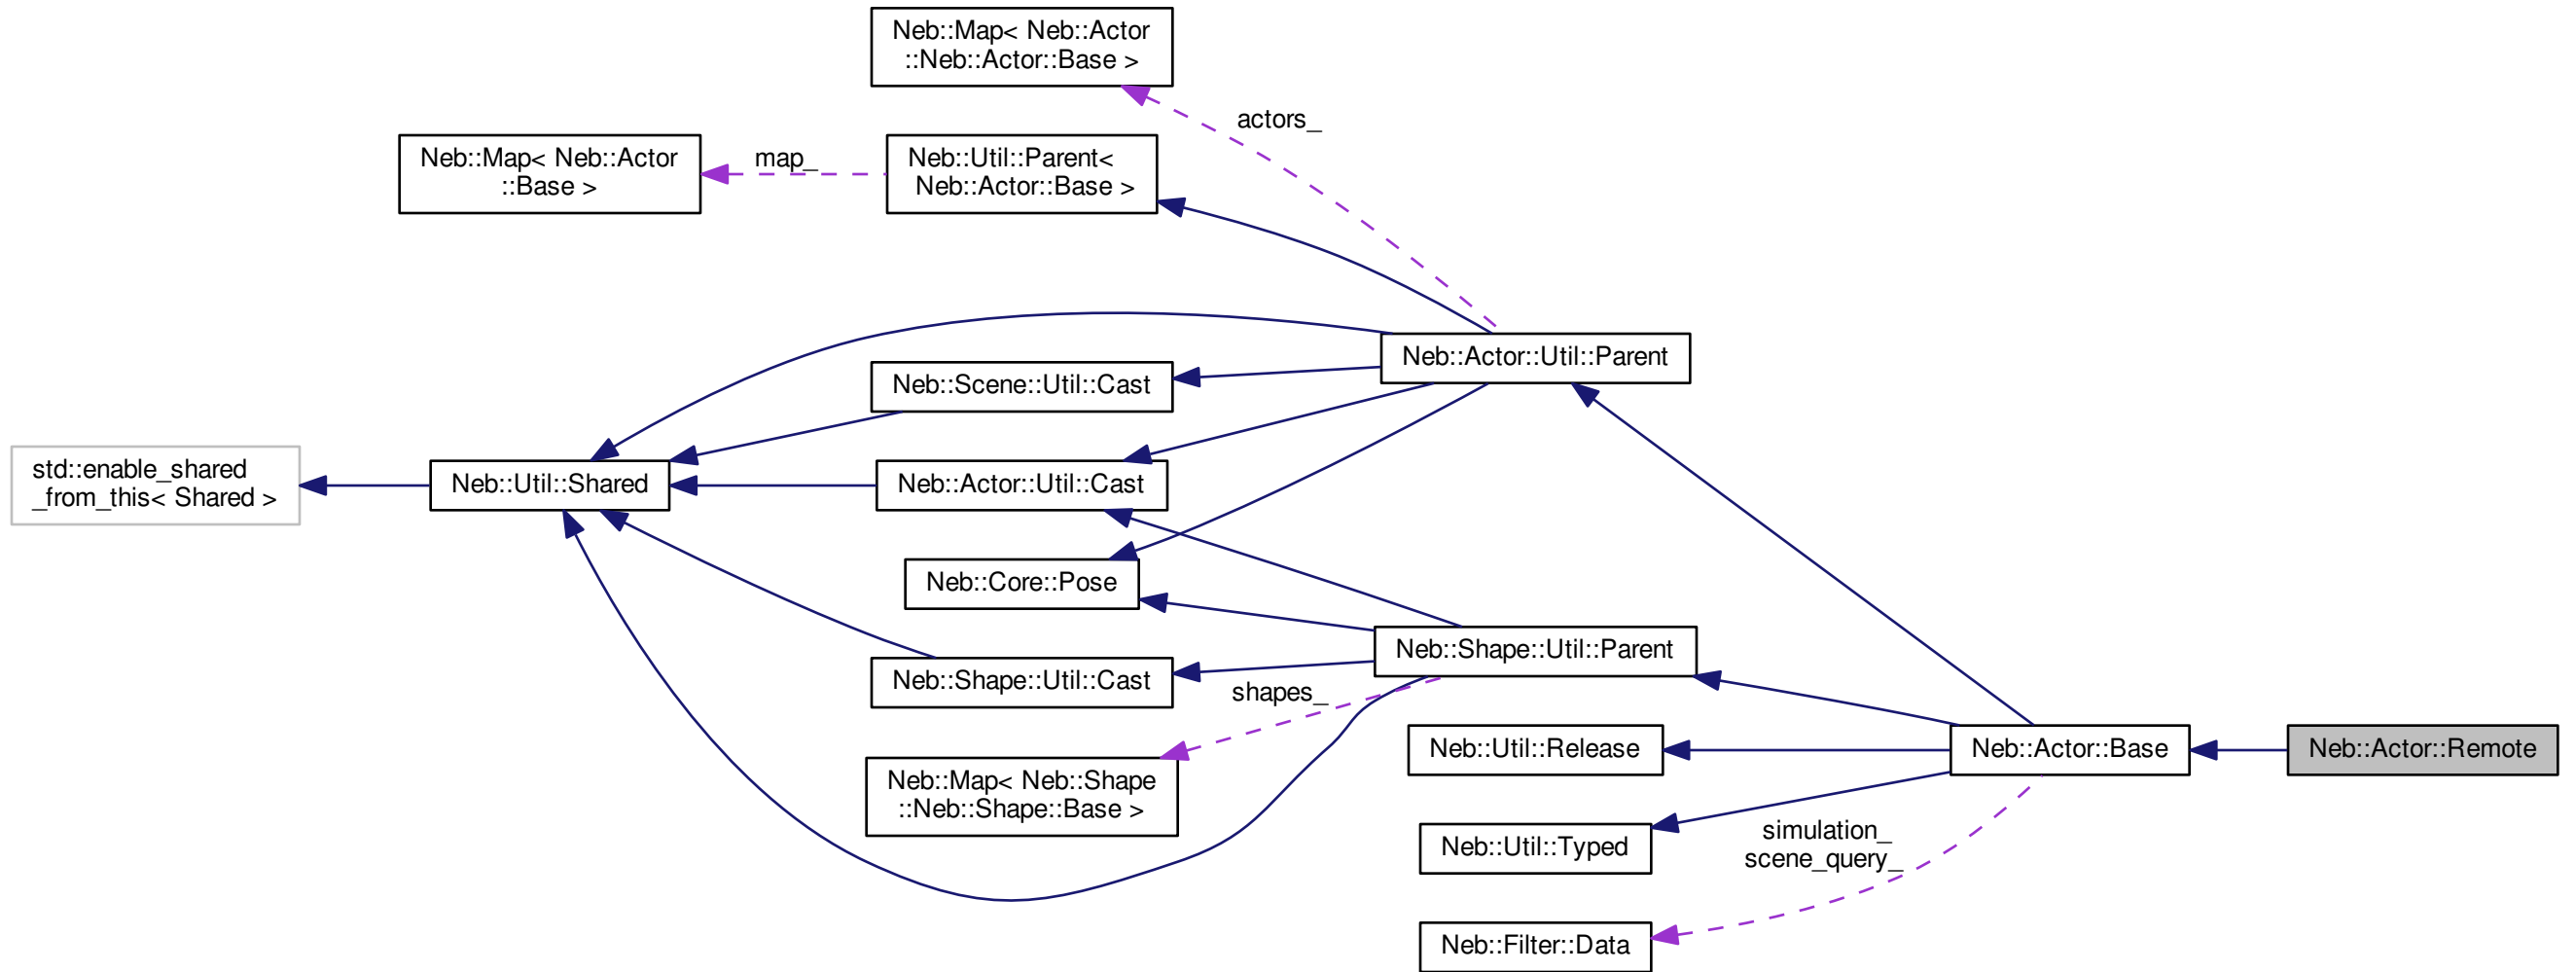 Neb::Map< Neb::Actor
::Neb::Actor::Base >
actors_
Neb::Map< Neb::Actor
::Base >
map_
Neb::Util::Parent<
Neb::Actor::Base >
Neb::Actor::Util::Parent
Neb::Scene::Util::Cast
std::enable_shared
_from_this< Shared >
Neb::Util::Shared
Neb::Actor::Util::Cast
Neb::Core::Pose
Neb::Shape::Util::Parent
Neb::Shape::Util::Cast
shapes_
Neb::Map< Neb::Shape
::Neb::Shape::Base >
Neb::Util::Release
Neb::Actor::Base
Neb::Actor::Remote
Neb::Util::Typed
simulation_
scene_query_
Neb::Filter::Data